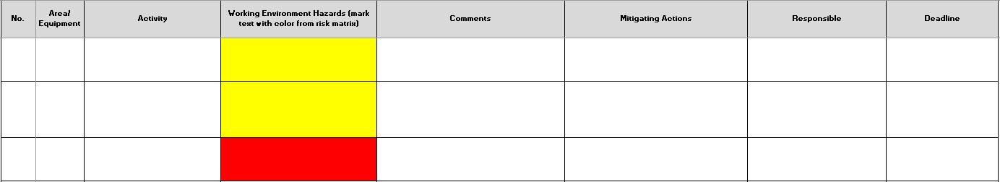 No.
Area/
Equipment
Activity
Working Environment Hazards (mark
text with color from risk matrix)
Comments
Mitigating Actions
Responsible
Deadline